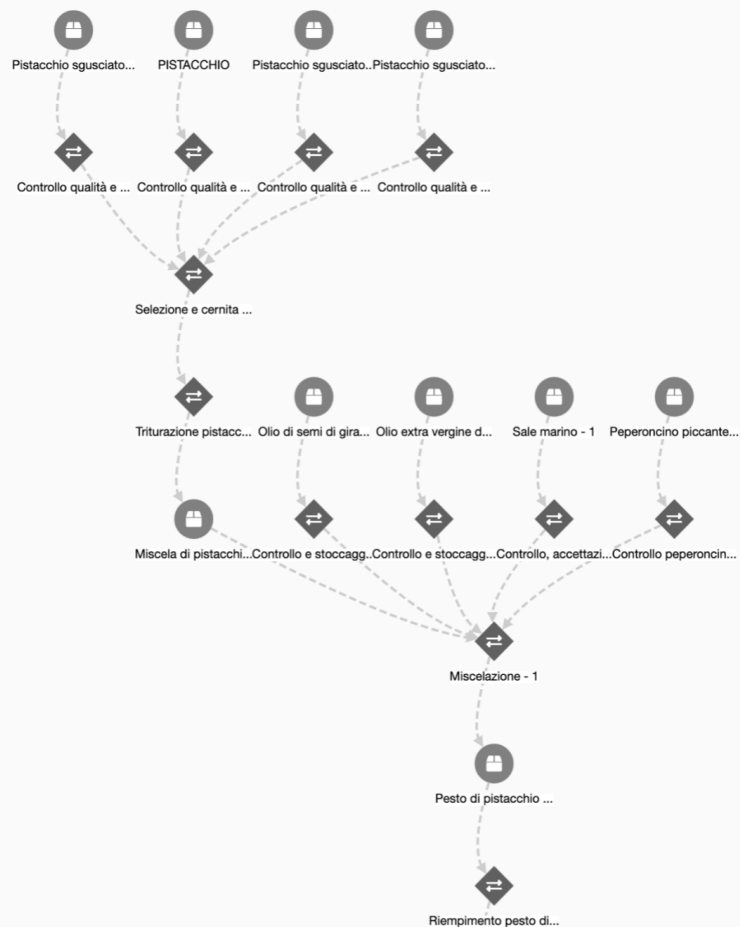 Pistacchio sgusciato...
PISTACCHIO
Pistacchio sgusciato...
Pistacchio sgusciato...
Controllo qualità e ...
Controllo qualità e ...
Controllo qualità e ...
Controllo qualità e ...
Selezione e cernita ...
Triturazione pistacc...
Olio di semi di gira...
Olio extra vergine d...
Sale marino - 1
Peperoncino piccante...
Miscela di pistacchi...
Controllo e stoccagg...
Controllo e stoccagg...
Controllo, accettazi...
Controllo peperoncin...
Miscelazione - 1
Pesto di pistacchio ...
Riempimento pesto di...